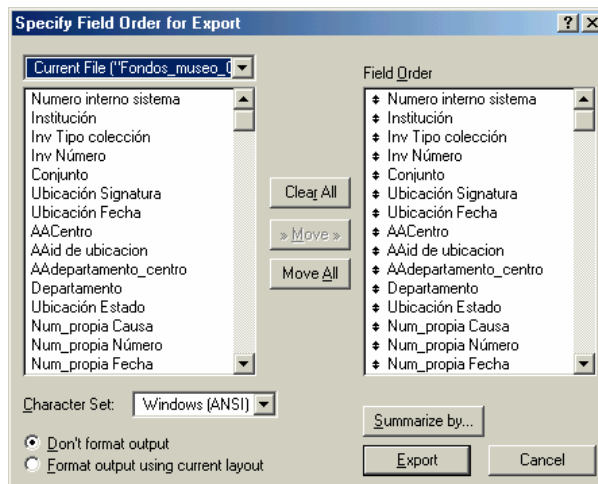 Specify Field Order for Export
Current File ("Fondos_museo_
Numero interno sistema
Institución
Inv Tipo colección
Inv Número
Conjunto
Ubicación Signatura
Ubicación Fecha
AACentro
AAid de ubicacion
AAdepartamento_centro
Departamento
Ubicación Estado
Num_propia Causa
Num_propia Número
Num_propia Fecha
Clear All
» Move »
Move All
Field Order
Numero interno sistema
Institución
Inv Tipo colección
Inv Número
Conjunto
Ubicación Signatura
Ubicación Fecha
AACentro
AAid de ubicacion
AAdepartamento_centro
Departamento
Ubicación Estado
Num_propia Causa
Num_propia Número
Num_propia Fecha
Character Set: Windows (ANSI)
Don't format output
Format output using current layout
Summarize by...
Export
Cancel